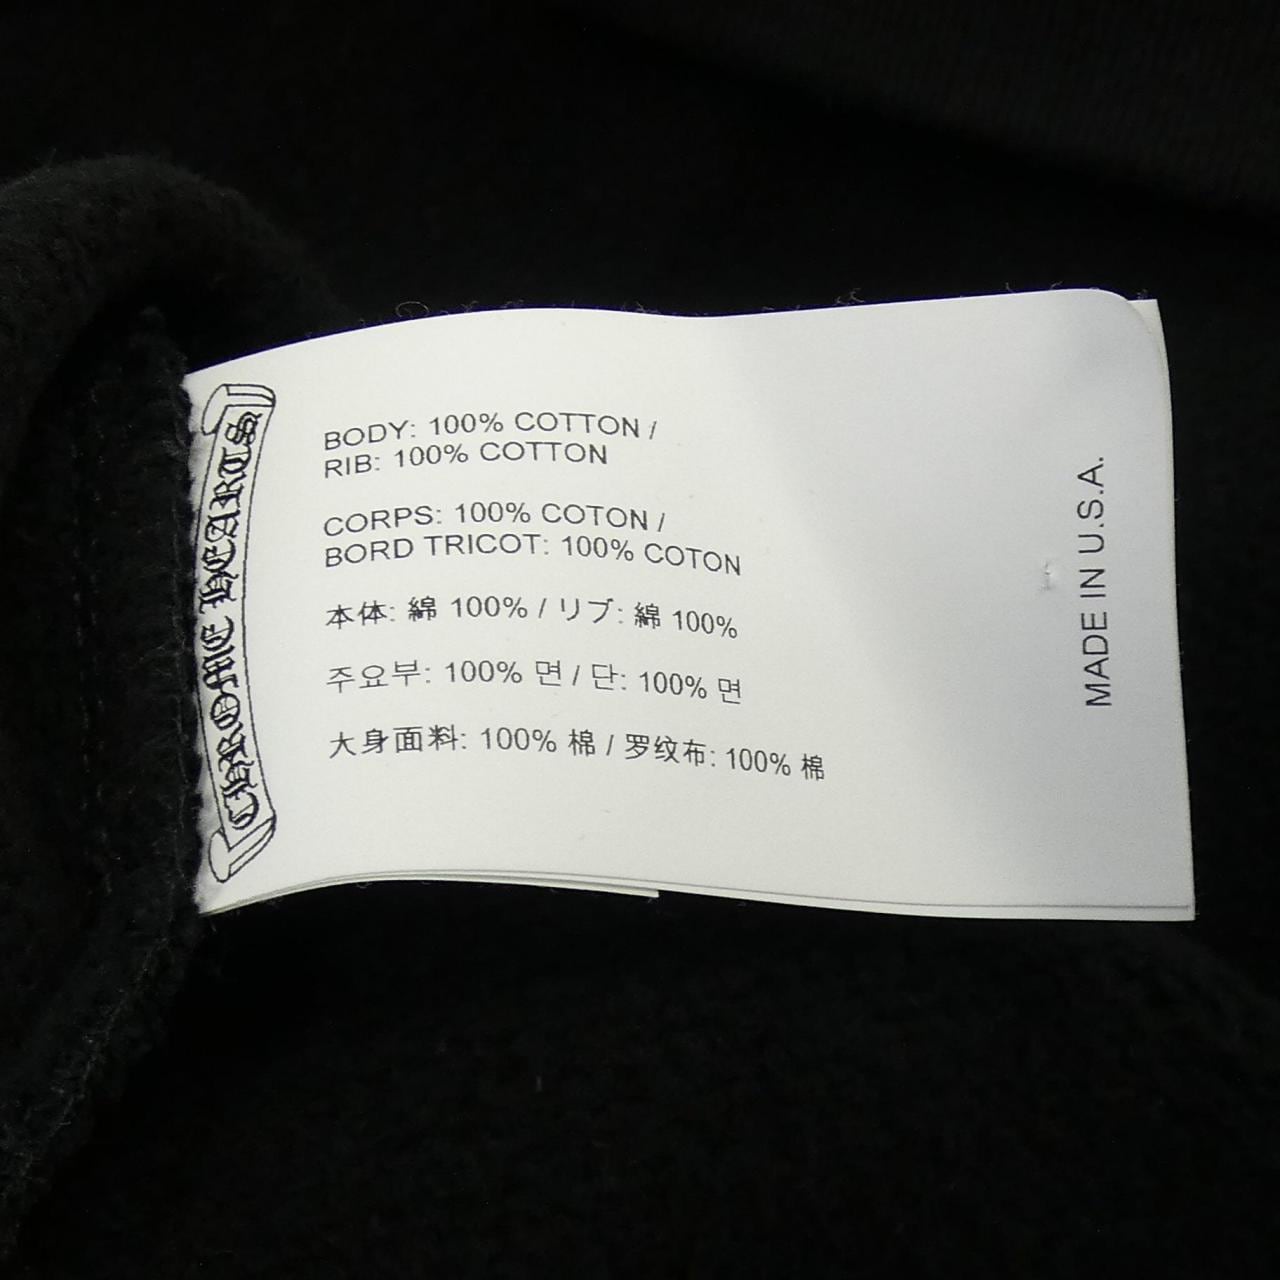 CHROME HEARTS
BODY: 100% COTTON /
RIB: 100% COTTON
CORPS: 100% COTON /
BORD TRICOT: 100% COTON
本体: 綿 100% / リブ: 綿 100%
주요부: 100% 면 / 단: 100% 면
大身面料: 100% 棉 / 罗纹布: 100% 棉
MADE IN U.S.A.